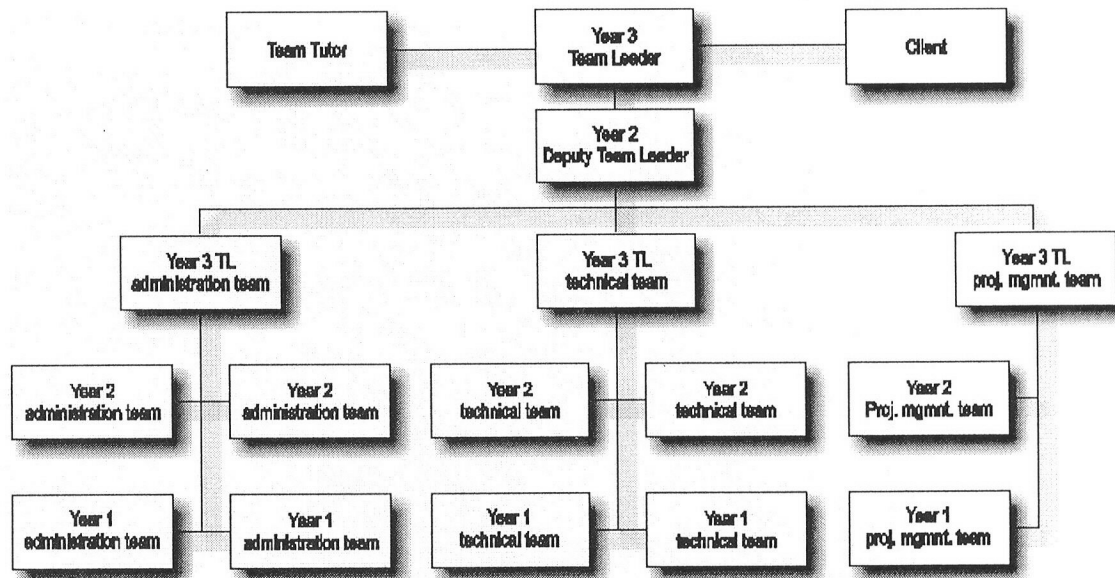 Team Tutor
Year 3
Team Leader
Client
Year 2
Deputy Team Leader
Year 3 TL
administration team
Year 3 TL
technical team
Year 3 TL
proj. mgmnt. team
Year 2
administration team
Year 2
administration team
Year 2
technical team
Year 2
technical team
Year 2
Proj. mgmnt. team
Year 1
administration team
Year 1
administration team
Year 1
technical team
Year 1
technical team
Year 1
proj. mgmnt. team